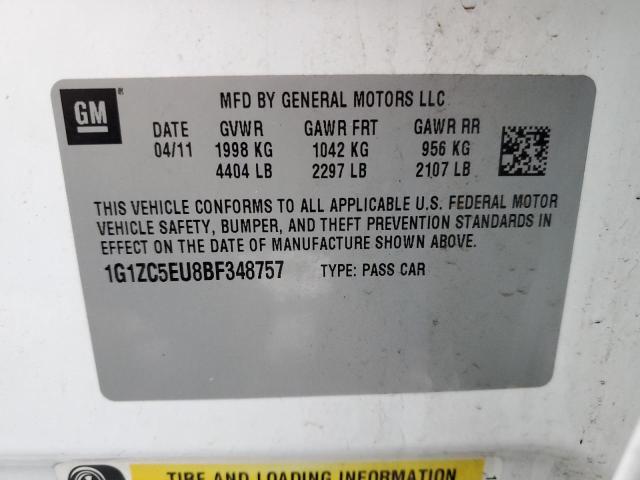 GM
MFD BY GENERAL MOTORS LLC
DATE GVWR GAWR FRT GAWR RR
04/11 1998 KG 1042 KG 956 KG
4404 LB 2297 LB 2107 LB
THIS VEHICLE CONFORMS TO ALL APPLICABLE U.S. FEDERAL MOTOR
VEHICLE SAFETY, BUMPER, AND THEFT PREVENTION STANDARDS IN
EFFECT ON THE DATE OF MANUFACTURE SHOWN ABOVE.
1G1ZC5EU8BF348757 TYPE: PASS CAR
TIRE AND LOADING INFORMATION